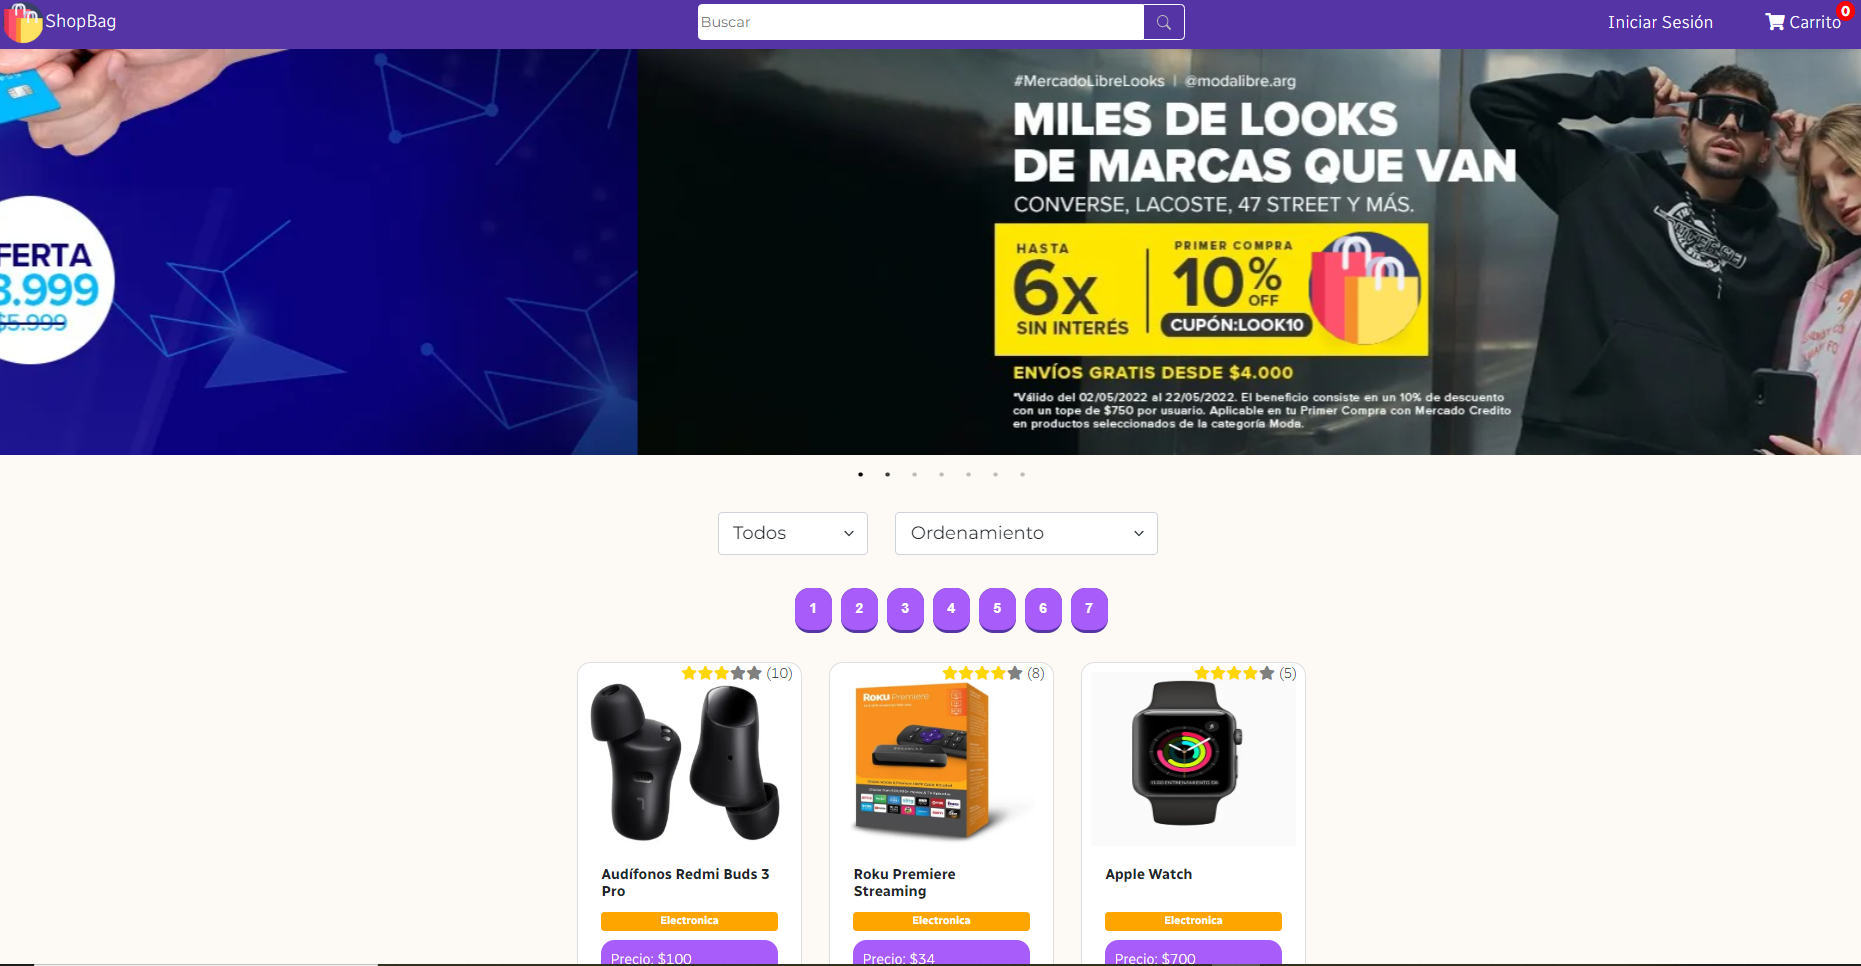 ShopBag
Buscar
Iniciar Sesión
Carrito
0
FERTA
3.999
$5.999
#MercadoLibreLooks | @modalibre.arg
MILES DE LOOKS
DE MARCAS QUE VAN
CONVERSE, LACOSTE, 47 STREET Y MÁS.
HASTA
6x
SIN INTERÉS
PRIMER COMPRA
10%
OFF
CUPÓN:LOOK10
ENVÍOS GRATIS DESDE $4.000
*Válido del 02/05/2022 al 22/05/2022. El beneficio consiste en un 10% de descuento
con un tope de $750 por usuario. Aplicable en tu Primer Compra con Mercado Credito
en productos seleccionados de la categoría Moda.
Todos
Ordenamiento
1 2 3 4 5 6 7
(10)
(8)
(5)
Roku Premiere
Audífonos Redmi Buds 3
Pro
Electronica
Precio: $100
Roku Premiere
Streaming
Electronica
Precio: $34
Apple Watch
Electronica
Precio: $700